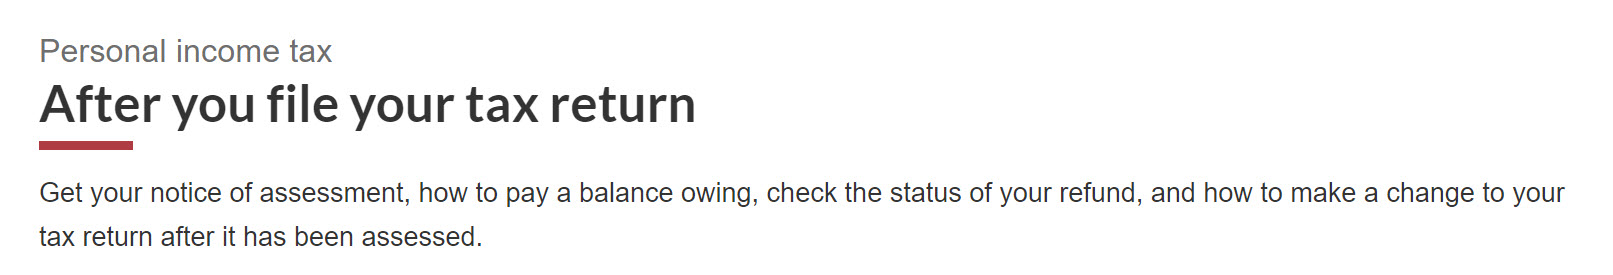 Personal income tax
After you file your tax return
Get your notice of assessment, how to pay a balance owing, check the status of your refund, and how to make a change to your
tax return after it has been assessed.